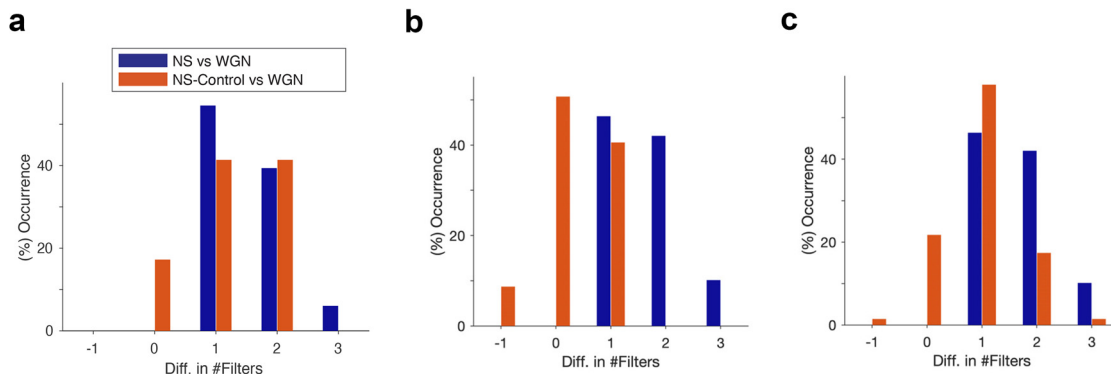 a
NS vs WGN
NS-Control vs WGN
(%) Occurrence
40
20
0
-1 0 1 2 3
Diff. in #Filters
b
(%) Occurrence
40
20
0
-1 0 1 2 3
Diff. in #Filters
c
(%) Occurrence
40
20
0
-1 0 1 2 3
Diff. in #Filters